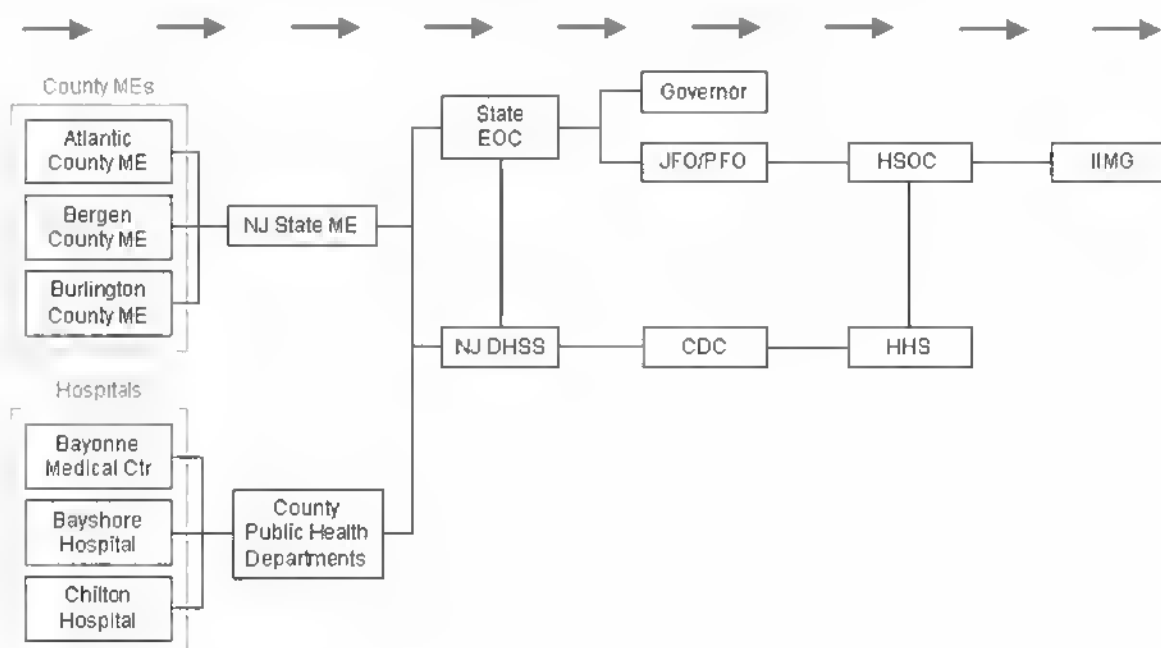 County MEs
Atlantic
County ME
Bergen
County ME
Burlington
County ME
Hospitals
Bayonne
Medical Ctr
Bayshore
Hospital
Chilton
Hospital
NJ State ME
County
Public Health
Departments
State
EOC
NJ DHSS
Governor
JFO/PFO
CDC
HSOC
HHS
IIMG